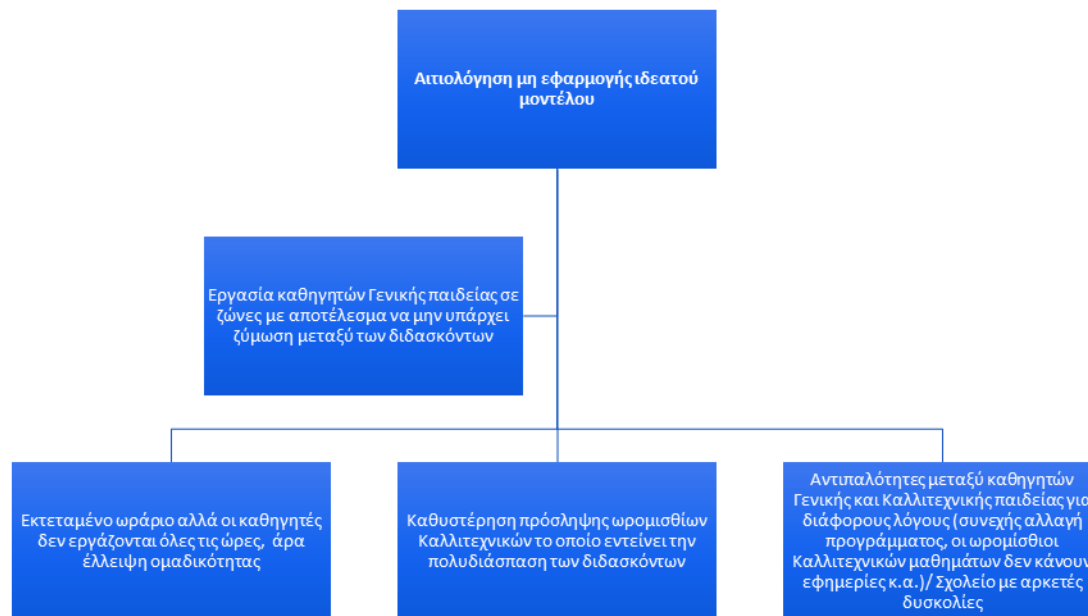 Αιτιολόγηση μη εφαρμογής ιδεατού
μοντέλου
Εργασία καθηγητών Γενικής παιδείας σε
ζώνες με αποτέλεσμα να μην υπάρχει
ζύμωση μεταξύ των διδασκόντων
Εκτεταμένο ωράριο αλλά οι καθηγητές
δεν εργάζονται όλες τις ώρες, άρα
έλλειψη ομαδικότητας
Καθυστέρηση πρόσληψης ωρομισθίων
Καλλιτεχνικών το οποίο εντείνει την
πολυδιάσπαση των διδασκόντων
Αντιπαλότητες μεταξύ καθηγητών
Γενικής και Καλλιτεχνικής παιδείας για
διάφορους λόγους (συνεχής αλλαγή
προγράμματος, οι ωρομίσθιοι
Καλλιτεχνικών μαθημάτων δεν κάνουν
εφημερίες κ.α.)/ Σχολείο με αρκετές
δυσκολίες